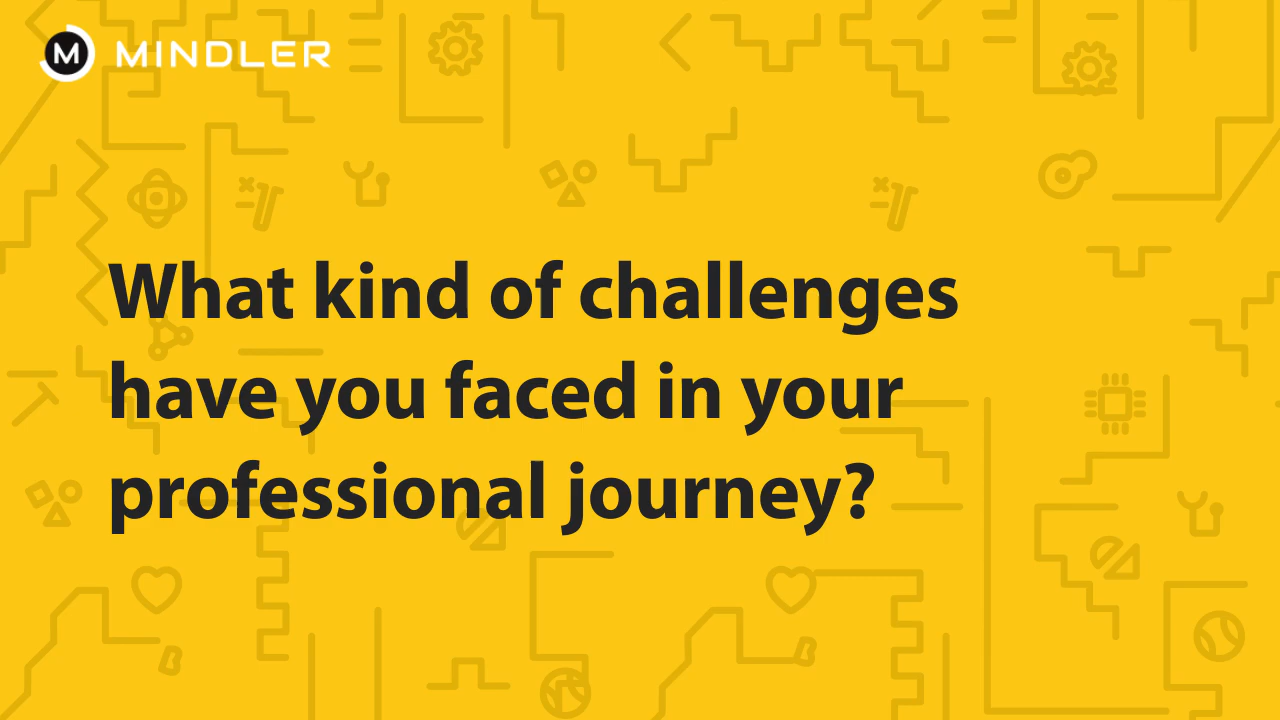 M MINDLER
What kind of challenges
have you faced in your
professional journey?